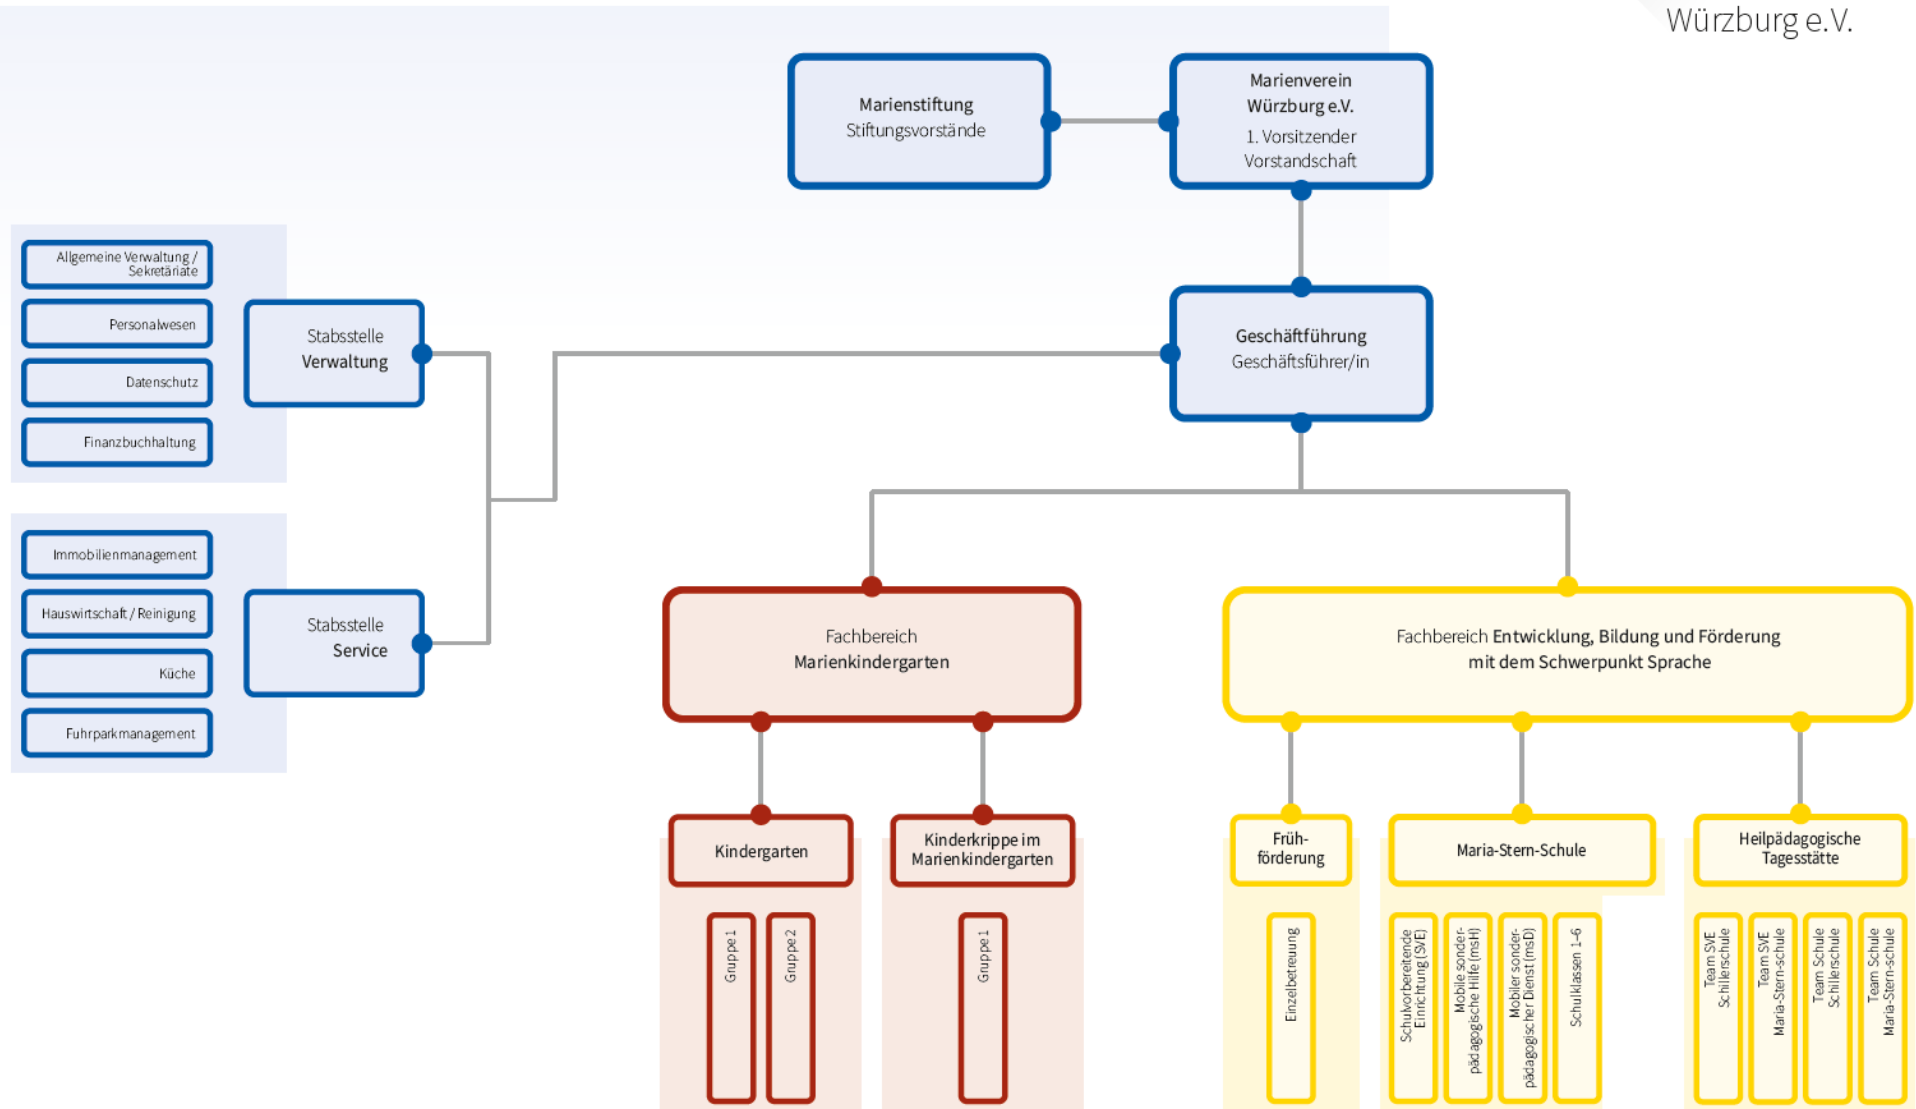 Würzburg e.V.
Marienstiftung
Stiftungsvorstände
Marienverein
Würzburg e.V.
1. Vorsitzender
Vorstandschaft
Allgemeine Verwaltung /
Sekretäriate
Personalwesen
Datenschutz
Finanzbuchhaltung
Stabsstelle
Verwaltung
Geschäftführung
Geschäftsführer/in
Immobilienmanagement
Hauswirtschaft / Reinigung
Küche
Fuhrparkmanagement
Stabsstelle
Service
Fachbereich
Marienkindergarten
Fachbereich Entwicklung, Bildung und Förderung
mit dem Schwerpunkt Sprache
Kindergarten
Kinderkrippe im
Marienkindergarten
Früh-
förderung
Maria-Stern-Schule
Heilpädagogische
Tagesstätte
Gruppe 1
Gruppe 2
Gruppe 1
Einzelbetreuung
Schulvorbereitende
Einrichtung (SVE)
Mobile sonder-
pädagogische Hilfe (msH)
Mobiler sonder-
pädagogischer Dienst (msD)
Schulklassen 1–6
Team SVE
Schillerschule
Team SVE
Maria-Stern-schule
Team Schule
Schillerschule
Team Schule
Maria-Stern-schule